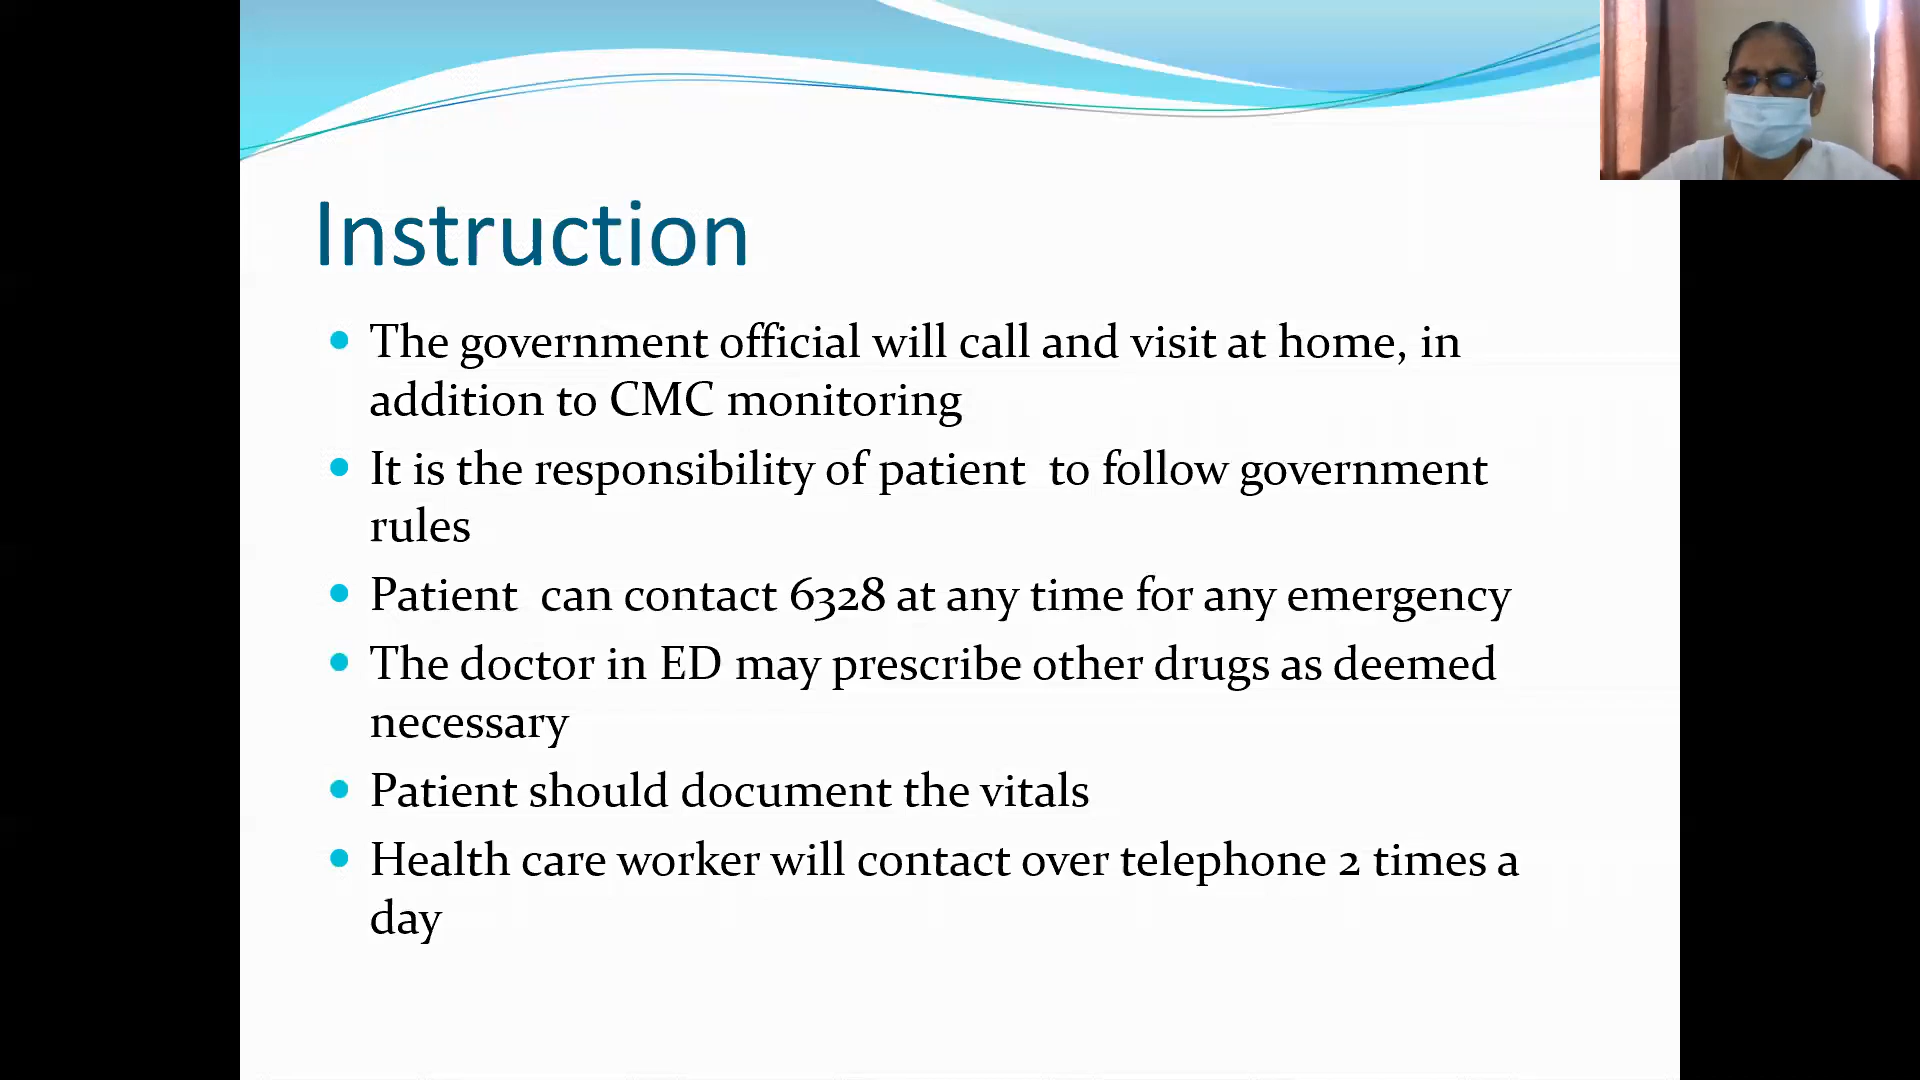 Instruction
The government official will call and visit at home, in
addition to CMC monitoring
It is the responsibility of patient to follow government
rules
Patient can contact 6328 at any time for any emergency
The doctor in ED may prescribe other drugs as deemed
necessary
Patient should document the vitals
Health care worker will contact over telephone 2 times a
day